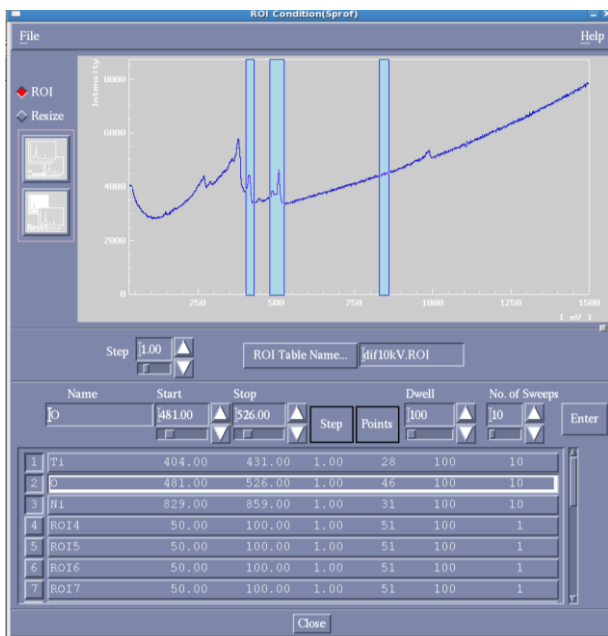 ROI Condition(Sprof)
File Help
Intensity
ROI
Resize
Zoom
8000
6000
4000
2000
0
250 500 750 1000 1250 1500
[ eV ]
Step 1.00 ROI Table Name... dif10kV.ROI
Name Start Stop Dwell No. of Sweeps
O 481.00 526.00 Step Points 100 10 Enter
1 Ti 404.00 431.00 1.00 28 100 10
2 O 481.00 526.00 1.00 46 100 10
3 Ni 829.00 859.00 1.00 31 100 10
4 ROI4 50.00 100.00 1.00 51 100 1
5 ROI5 50.00 100.00 1.00 51 100 1
6 ROI6 50.00 100.00 1.00 51 100 1
7 ROI7 50.00 100.00 1.00 51 100 1
Close